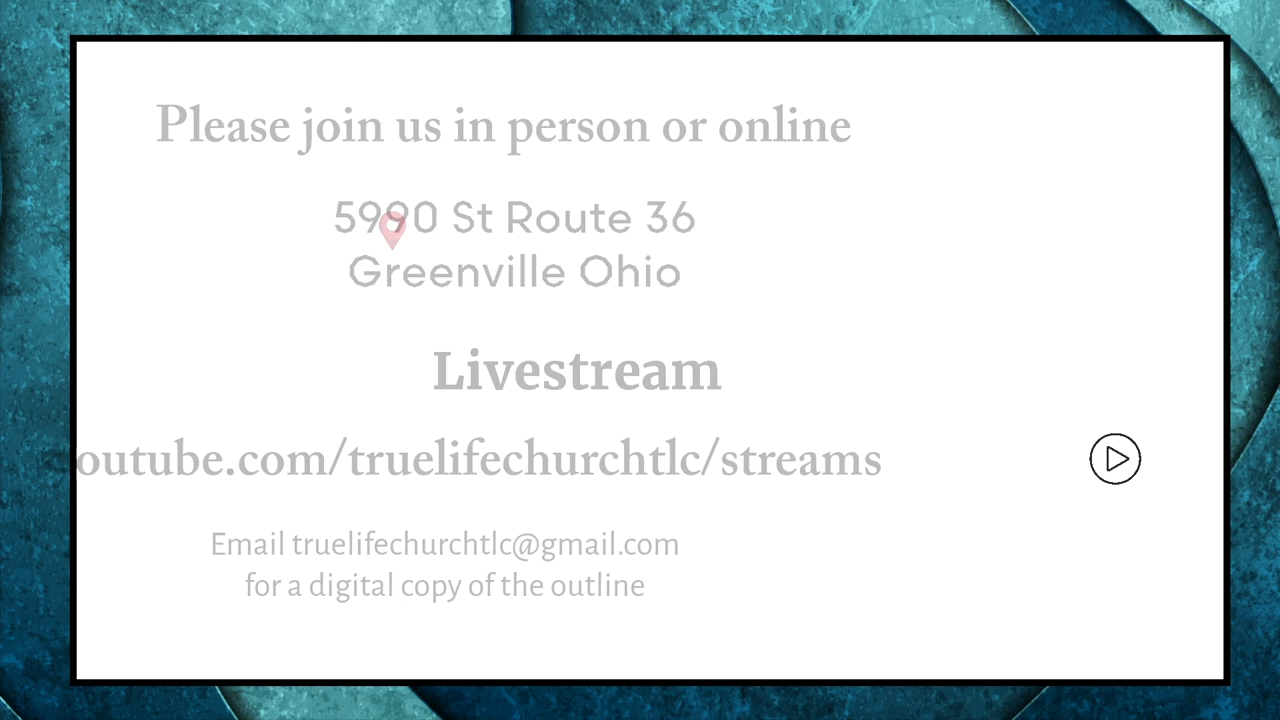 Please join us in person or online
5990 St Route 36
Greenville Ohio
Livestream
outube.com/truelifechurchtlc/streams
Email truelifechurchtlc@gmail.com
for a digital copy of the outline